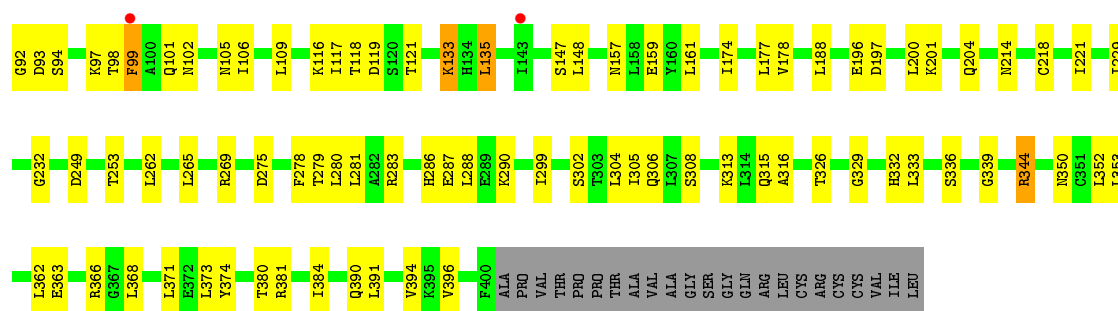 G92 D93 S94 K97 T98 F99 A100 Q101 N102 N105 I106 L109 K116 I117 T118 D119 S120 T121 K133 H134 L135 I143 S147 L148 N157 L158 E159 Y160 L161 I174 L177 V178 L188 E196 D197 L200 K201 Q204 N214 C218 I221
G232 D249 T253 L262 L265 R269 D275 F278 T279 L280 L281 A282 R283 H286 E287 L288 E289 K290 I299 S302 T303 L304 I305 Q306 L307 S308 K313 L314 Q315 A316 T326 G329 H332 L333 S336 G339 R344 N350 C351 L352
L362 E363 R366 G367 L368 L371 E372 L373 Y374 T380 R381 I384 Q390 L391 V394 K395 V396 F400 ALA PRO VAL THR PRO PRO THR ALA VAL ALA GLY SER GLY GLN ARG LEU CYS ARG CYS CYS VAL ILE LEU